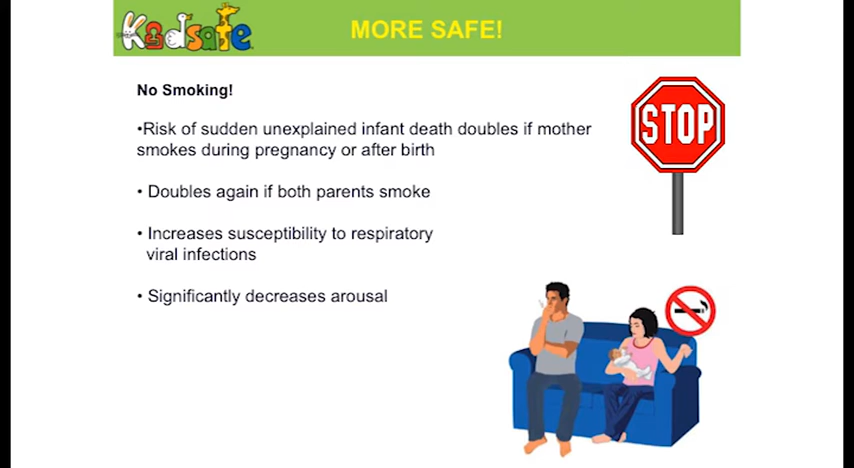 Kidsafe
MORE SAFE!
No Smoking!
•Risk of sudden unexplained infant death doubles if mother
smokes during pregnancy or after birth
• Doubles again if both parents smoke
• Increases susceptibility to respiratory
viral infections
• Significantly decreases arousal
STOP